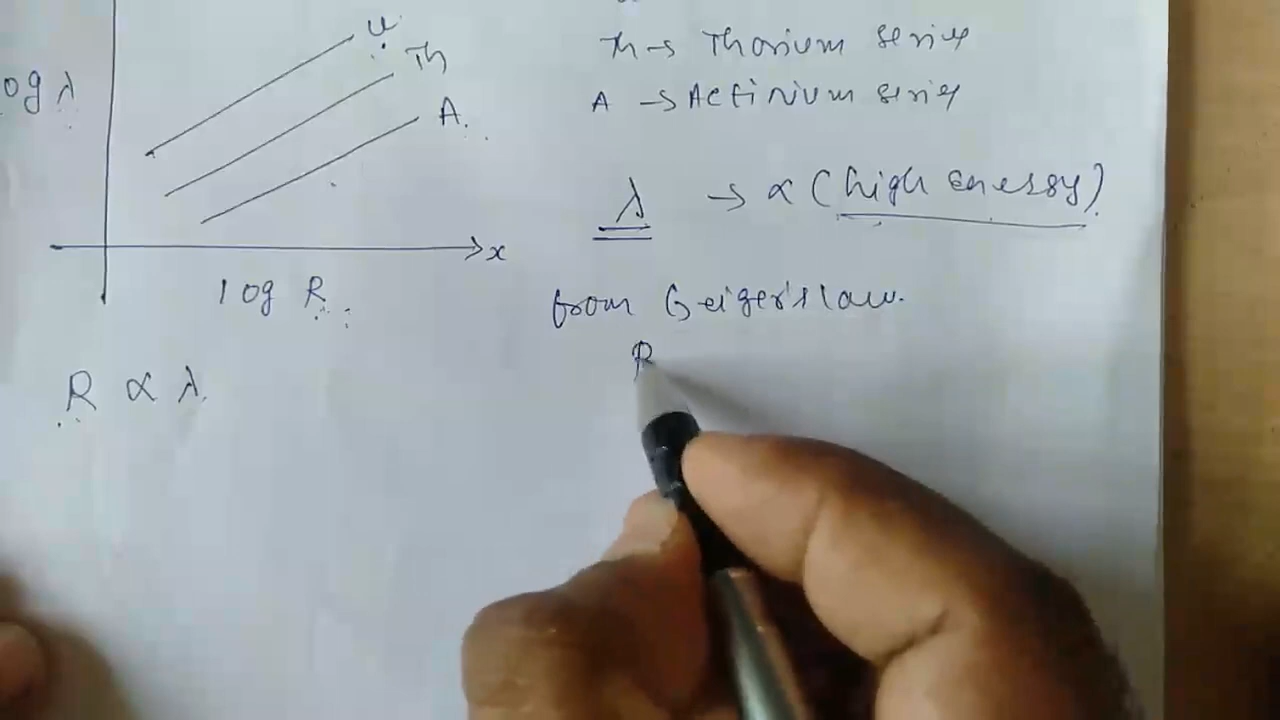 U
Th
A.
log λ
x
log R
R ∝ λ
Th → Thorium series
A → Actinium series
λ → α (high energy)
from Geiger's law.
R